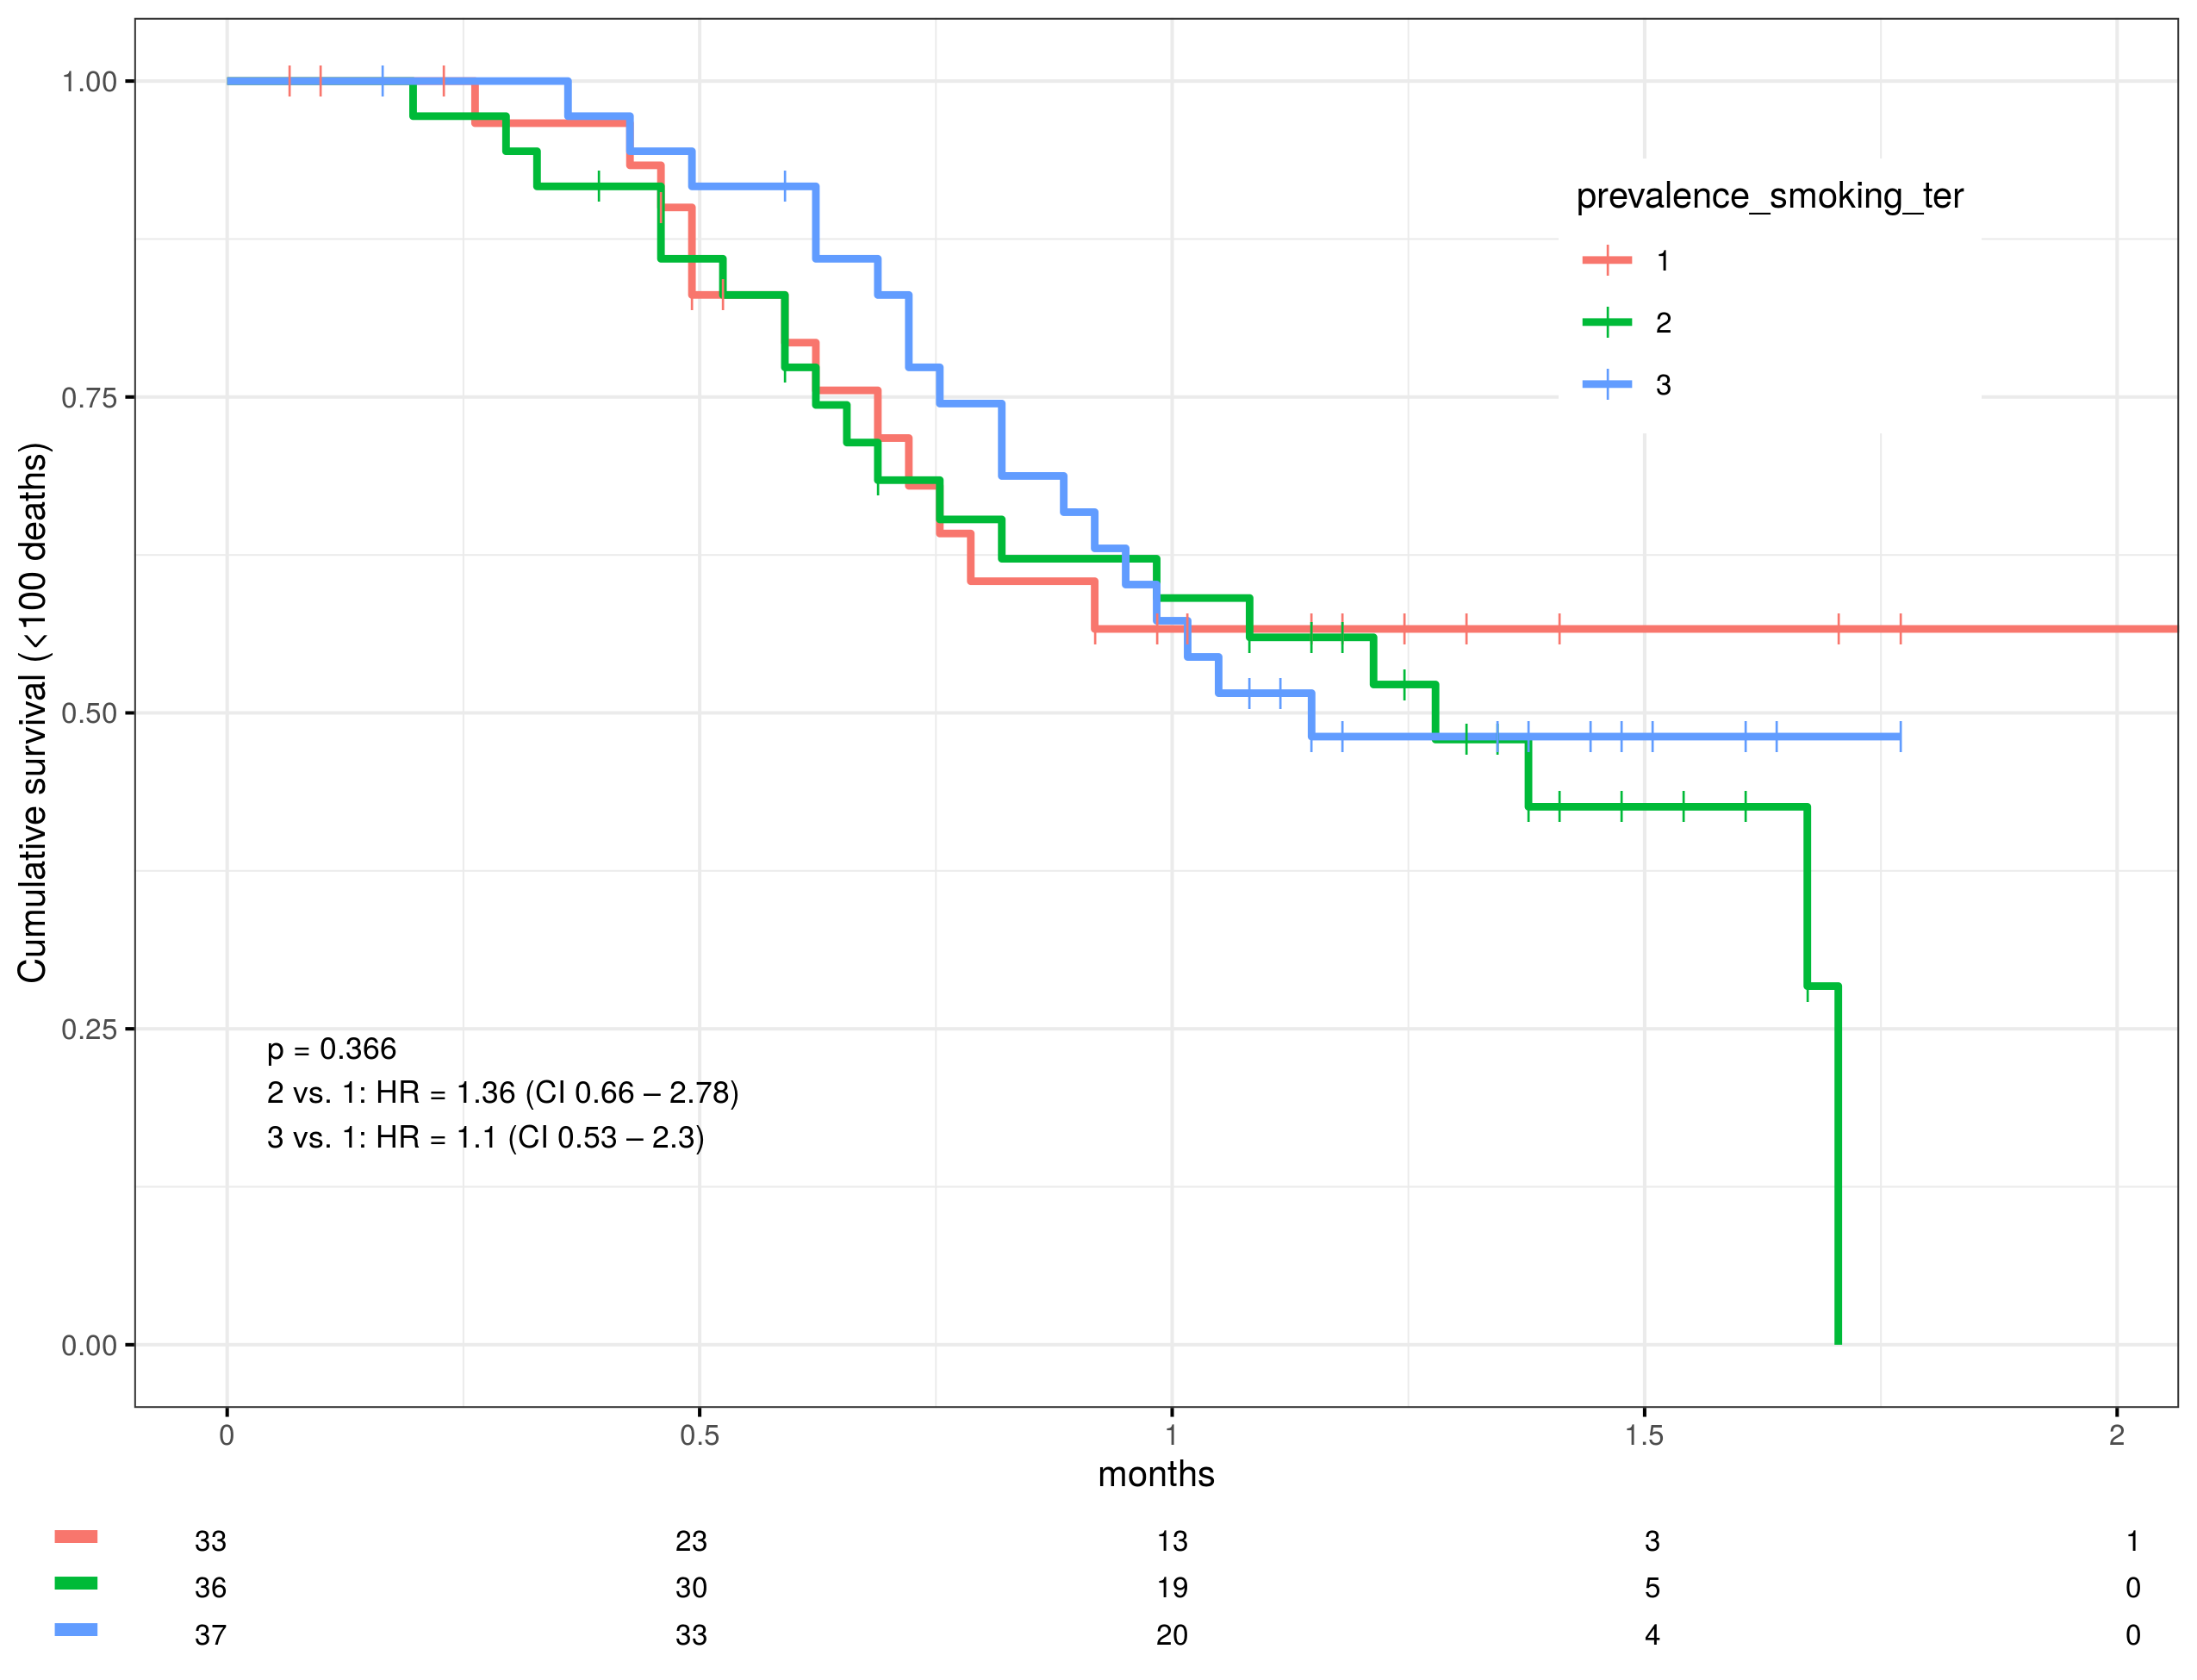 Cumulative survival (<100 deaths)
1.00
0.75
0.50
0.25
0.00
prevalence_smoking_ter
1
2
3
p = 0.366
2 vs. 1: HR = 1.36 (CI 0.66 – 2.78)
3 vs. 1: HR = 1.1 (CI 0.53 – 2.3)
0 0.5 1 1.5 2
months
33 23 13 3 1
36 30 19 5 0
37 33 20 4 0